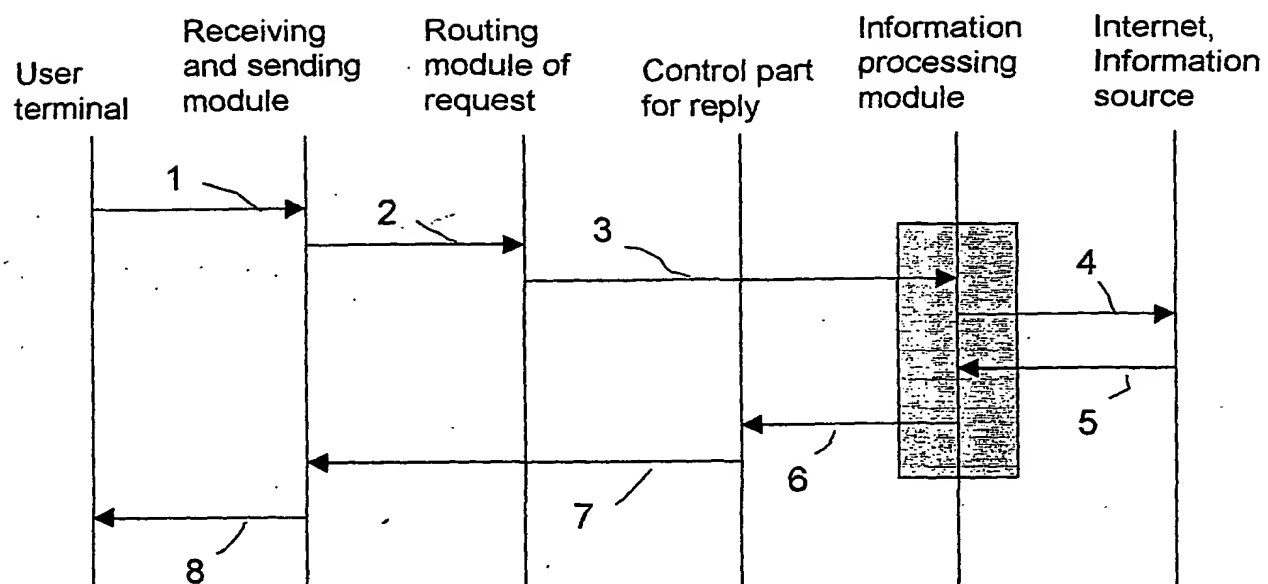 User
terminal
Receiving
and sending
module
Routing
module of
request
Control part
for reply
Information
processing
module
Internet,
Information
source
1
2
3
4
5
6
7
8